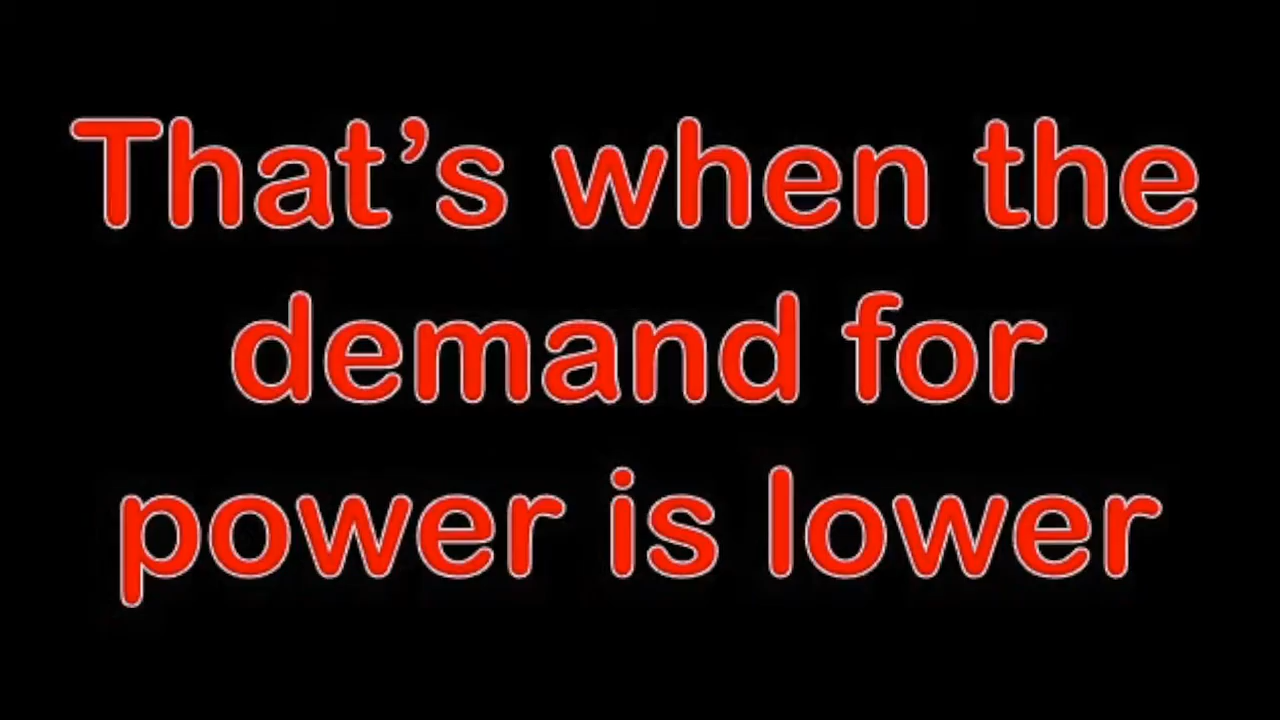 That’s when the
demand for
power is lower